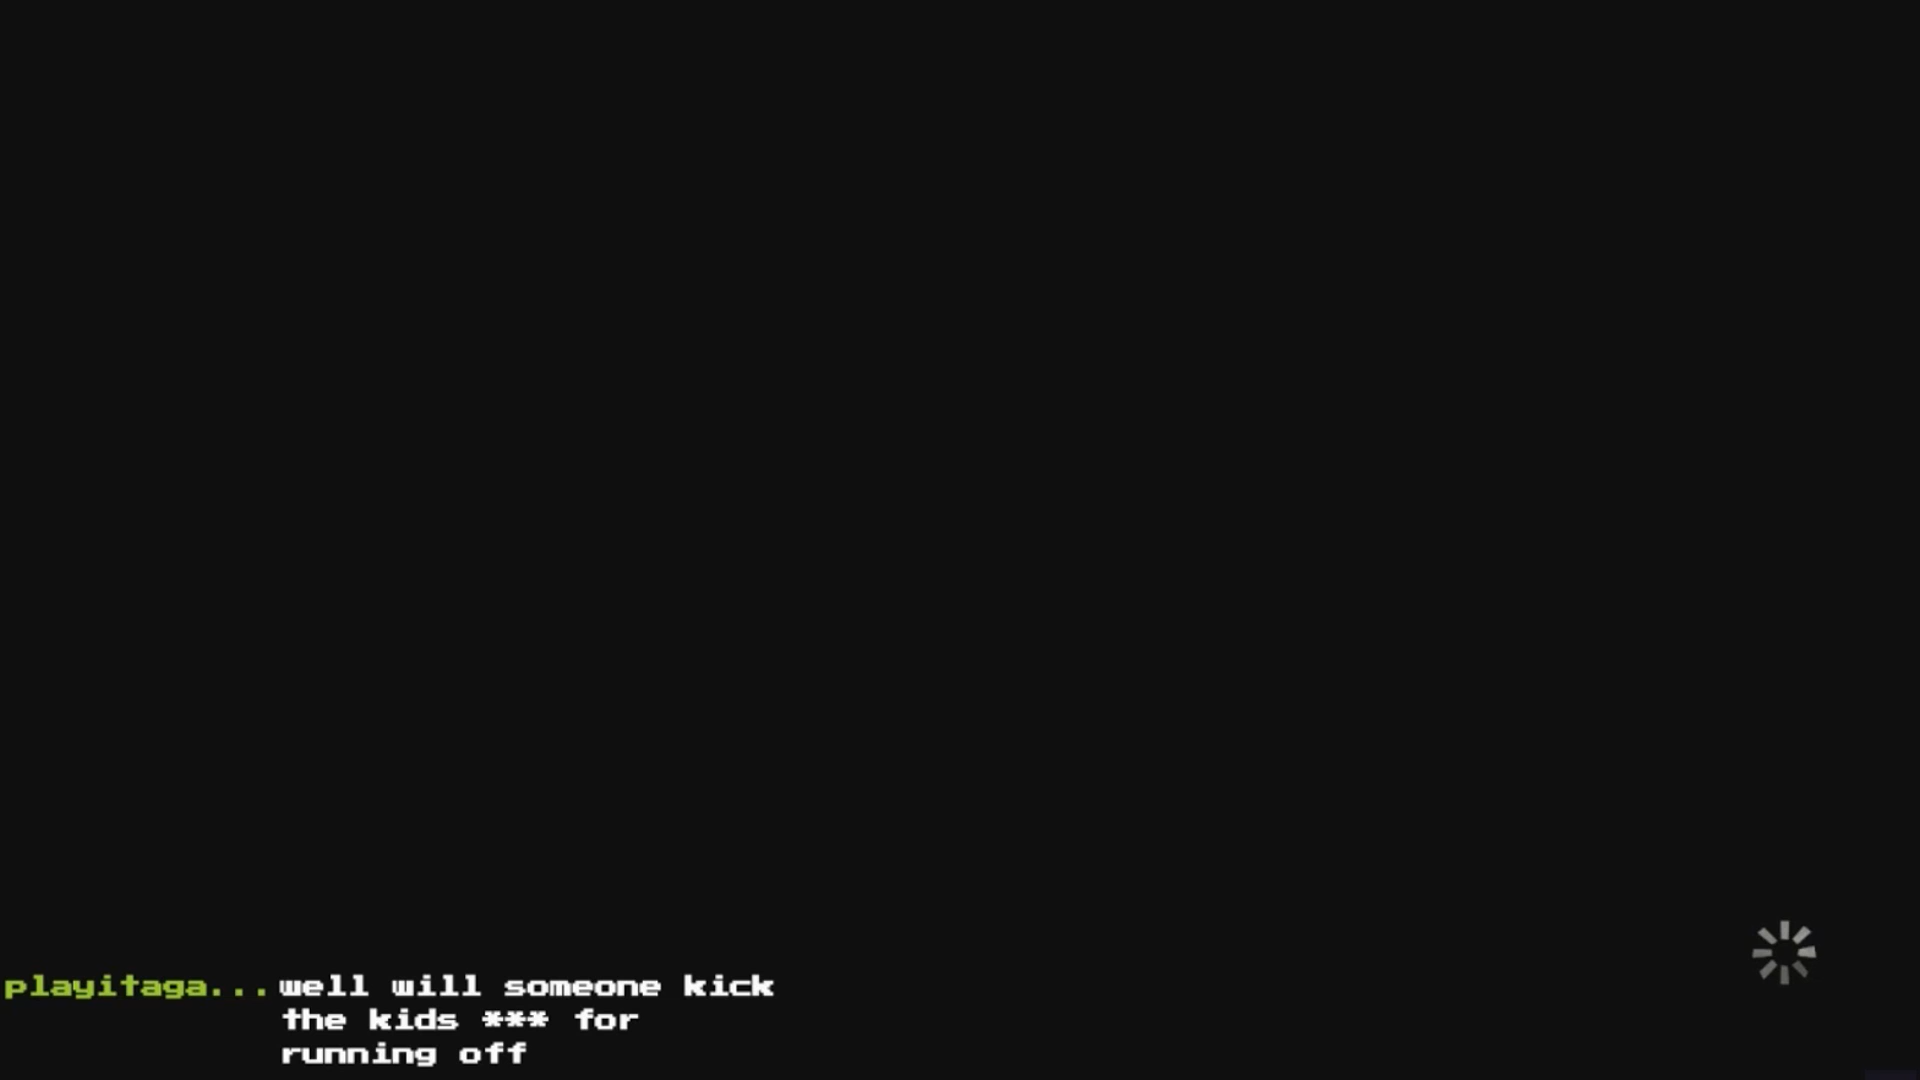 playitaga... well will someone kick
the kids *** for
running off